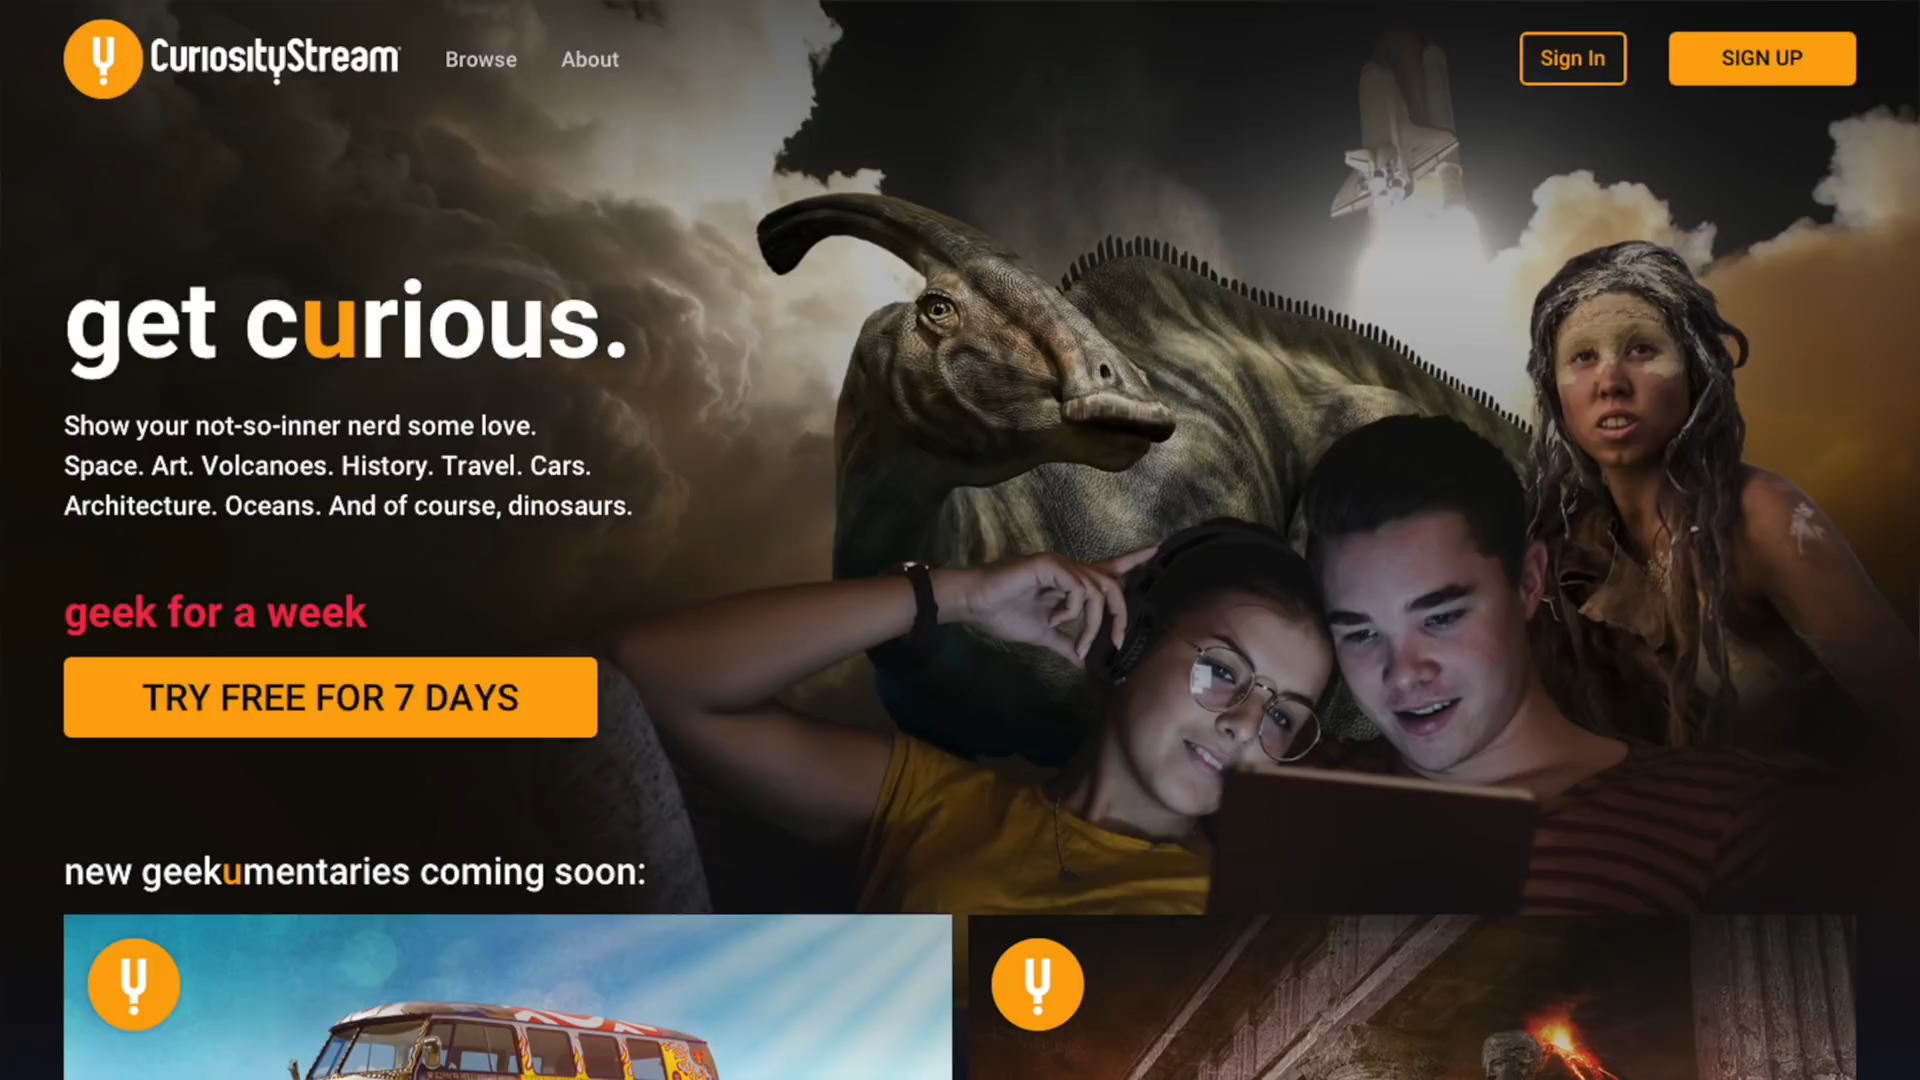 CuriosityStream
Browse
About
Sign In
SIGN UP
get curious.
Show your not-so-inner nerd some love.
Space. Art. Volcanoes. History. Travel. Cars.
Architecture. Oceans. And of course, dinosaurs.
geek for a week
TRY FREE FOR 7 DAYS
new geekumentaries coming soon: